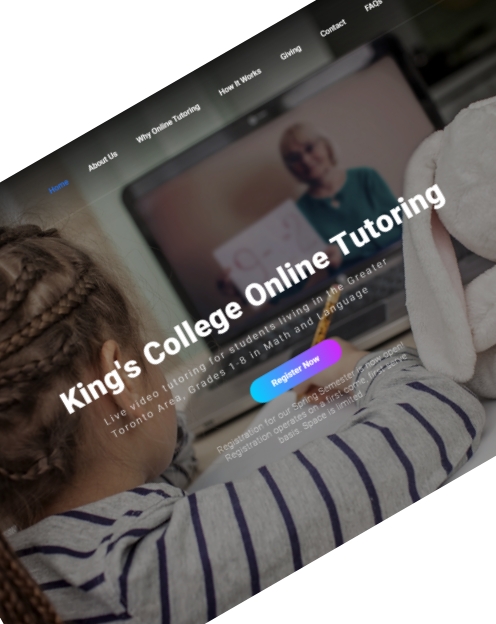 Home
About Us
Why Online Tutoring
How It Works
Giving
Contact
FAQs
King's College Online Tutoring
Live video tutoring for students living in the Greater
Toronto Area, Grades 1-8 in Math and Language
Register Now
Registration for our Spring Semester is now open!
Registration operates on a first come, first serve
basis. Space is limited.